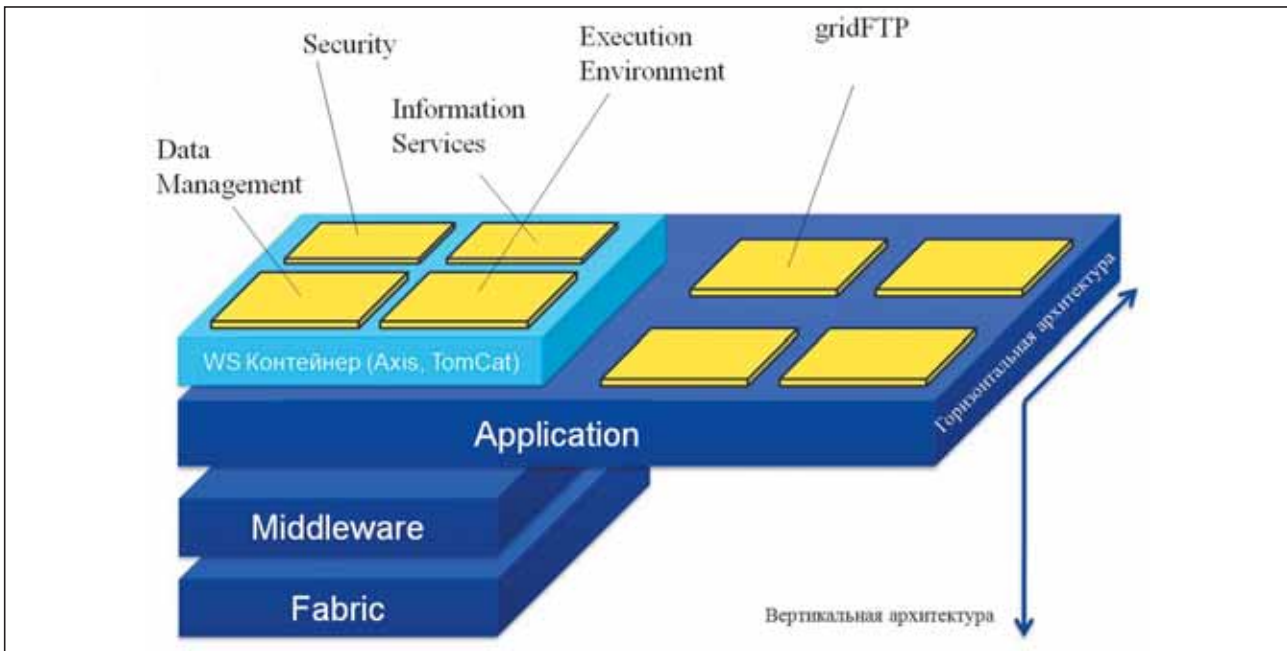 Security
Execution
Environment
gridFTP
Information
Services
Data
Management
WS Контейнер (Axis, TomCat)
Application
Горизонтальная архитектура
Middleware
Fabric
Вертикальная архитектура